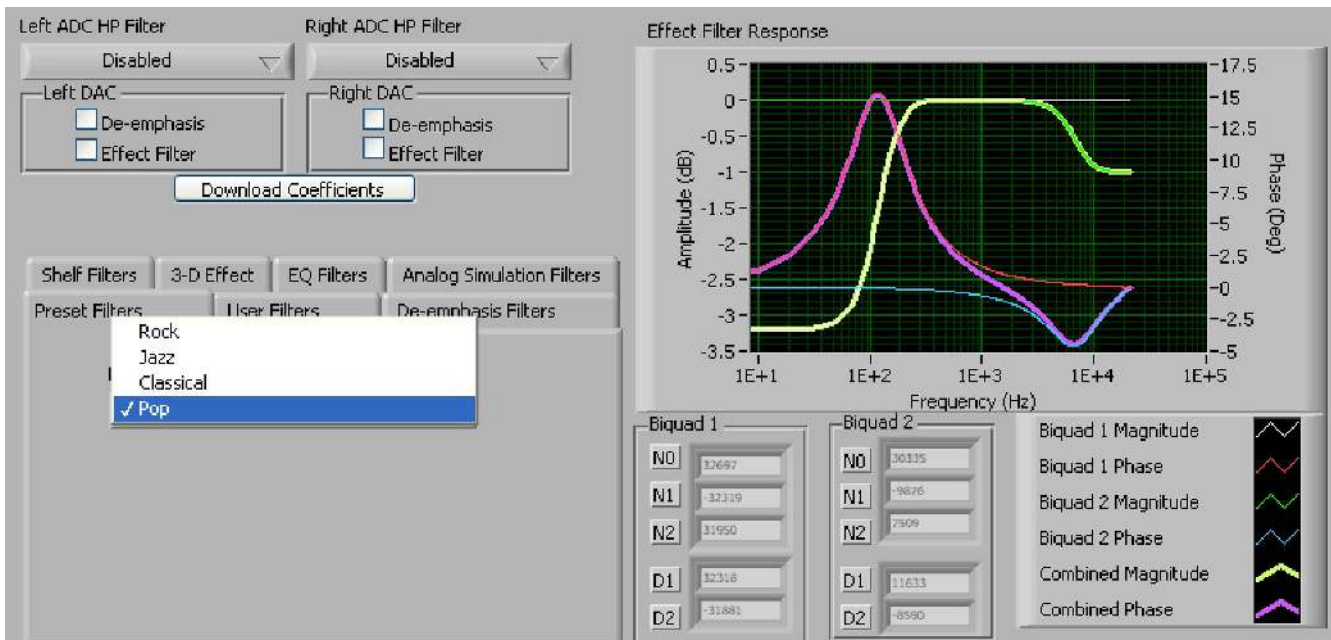 Left ADC HP Filter
Right ADC HP Filter
Disabled
Disabled
Left DAC
De-emphasis
Effect Filter
Right DAC
De-emphasis
Effect Filter
Download Coefficients
Shelf Filters
3-D Effect
EQ Filters
Analog Simulation Filters
Preset Filters
User Filters
De-emphasis Filters
Rock
Jazz
Classical
✓ Pop
Effect Filter Response
Amplitude (dB)
0.5
0
-0.5
-1
-1.5
-2
-2.5
-3
-3.5
17.5
15
12.5
10
7.5
5
2.5
0
-2.5
-5
Phase (Deg)
1E+1
1E+2
1E+3
1E+4
1E+5
Frequency (Hz)
Biquad 1
N0 32697
N1 -32319
N2 31950
D1 32318
D2 -31881
Biquad 2
N0 30335
N1 -9876
N2 7509
D1 11633
D2 -8590
Biquad 1 Magnitude
Biquad 1 Phase
Biquad 2 Magnitude
Biquad 2 Phase
Combined Magnitude
Combined Phase